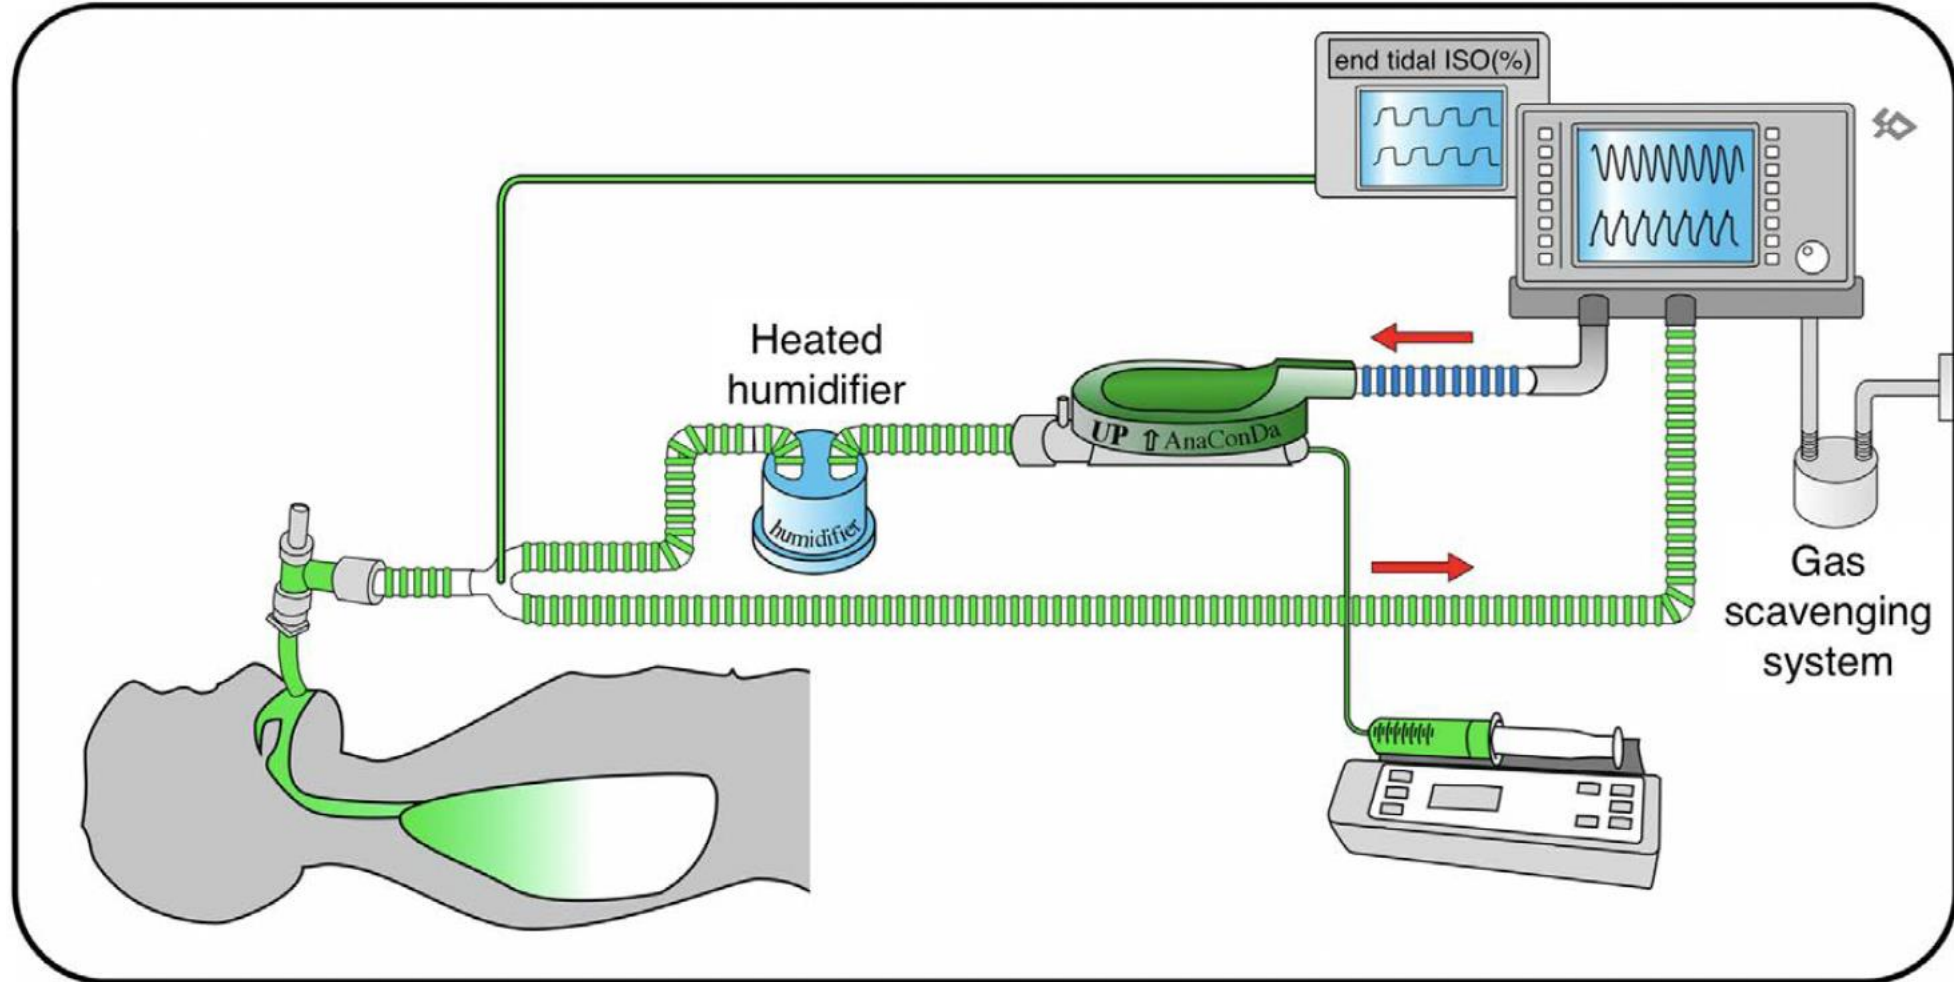 end tidal ISO(%)
Heated
humidifier
UP ⇧ AnaConDa
humidifier
Gas
scavenging
system